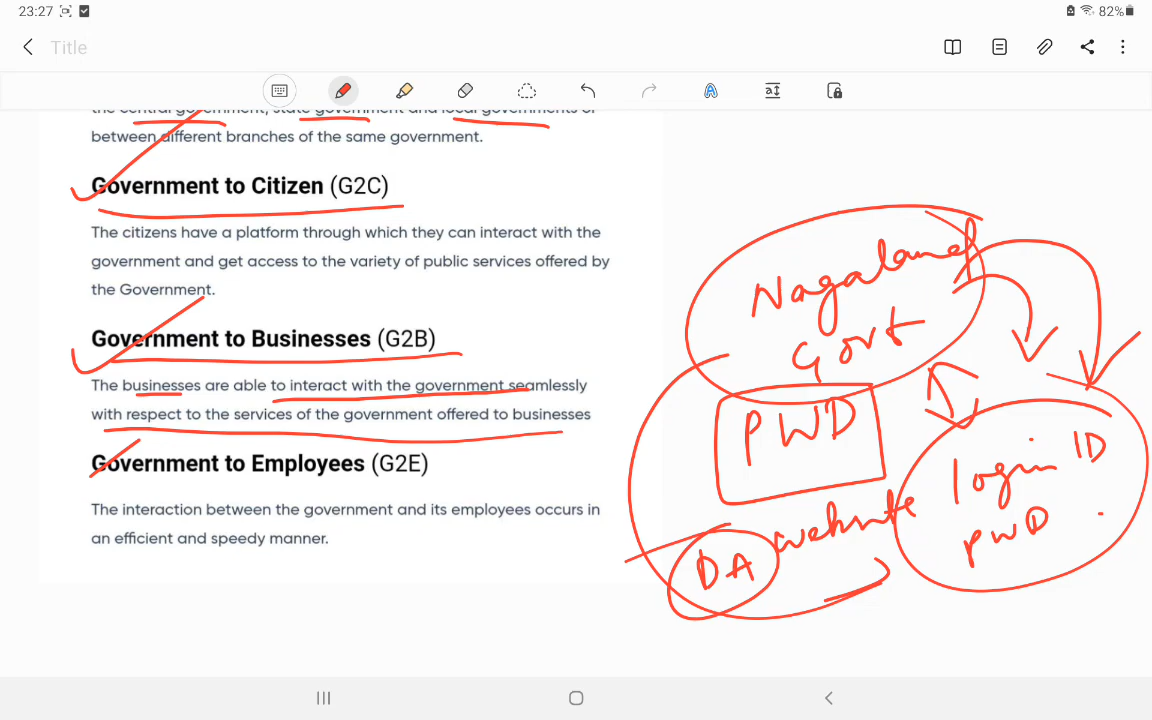 23:27
82%
Title
the central government, state government and local governments or
between different branches of the same government.
Government to Citizen (G2C)
The citizens have a platform through which they can interact with the
government and get access to the variety of public services offered by
the Government.
Government to Businesses (G2B)
The businesses are able to interact with the government seamlessly
with respect to the services of the government offered to businesses
Government to Employees (G2E)
The interaction between the government and its employees occurs in
an efficient and speedy manner.
Nagaland
Govt
PWD
login ID
PWD
DA website